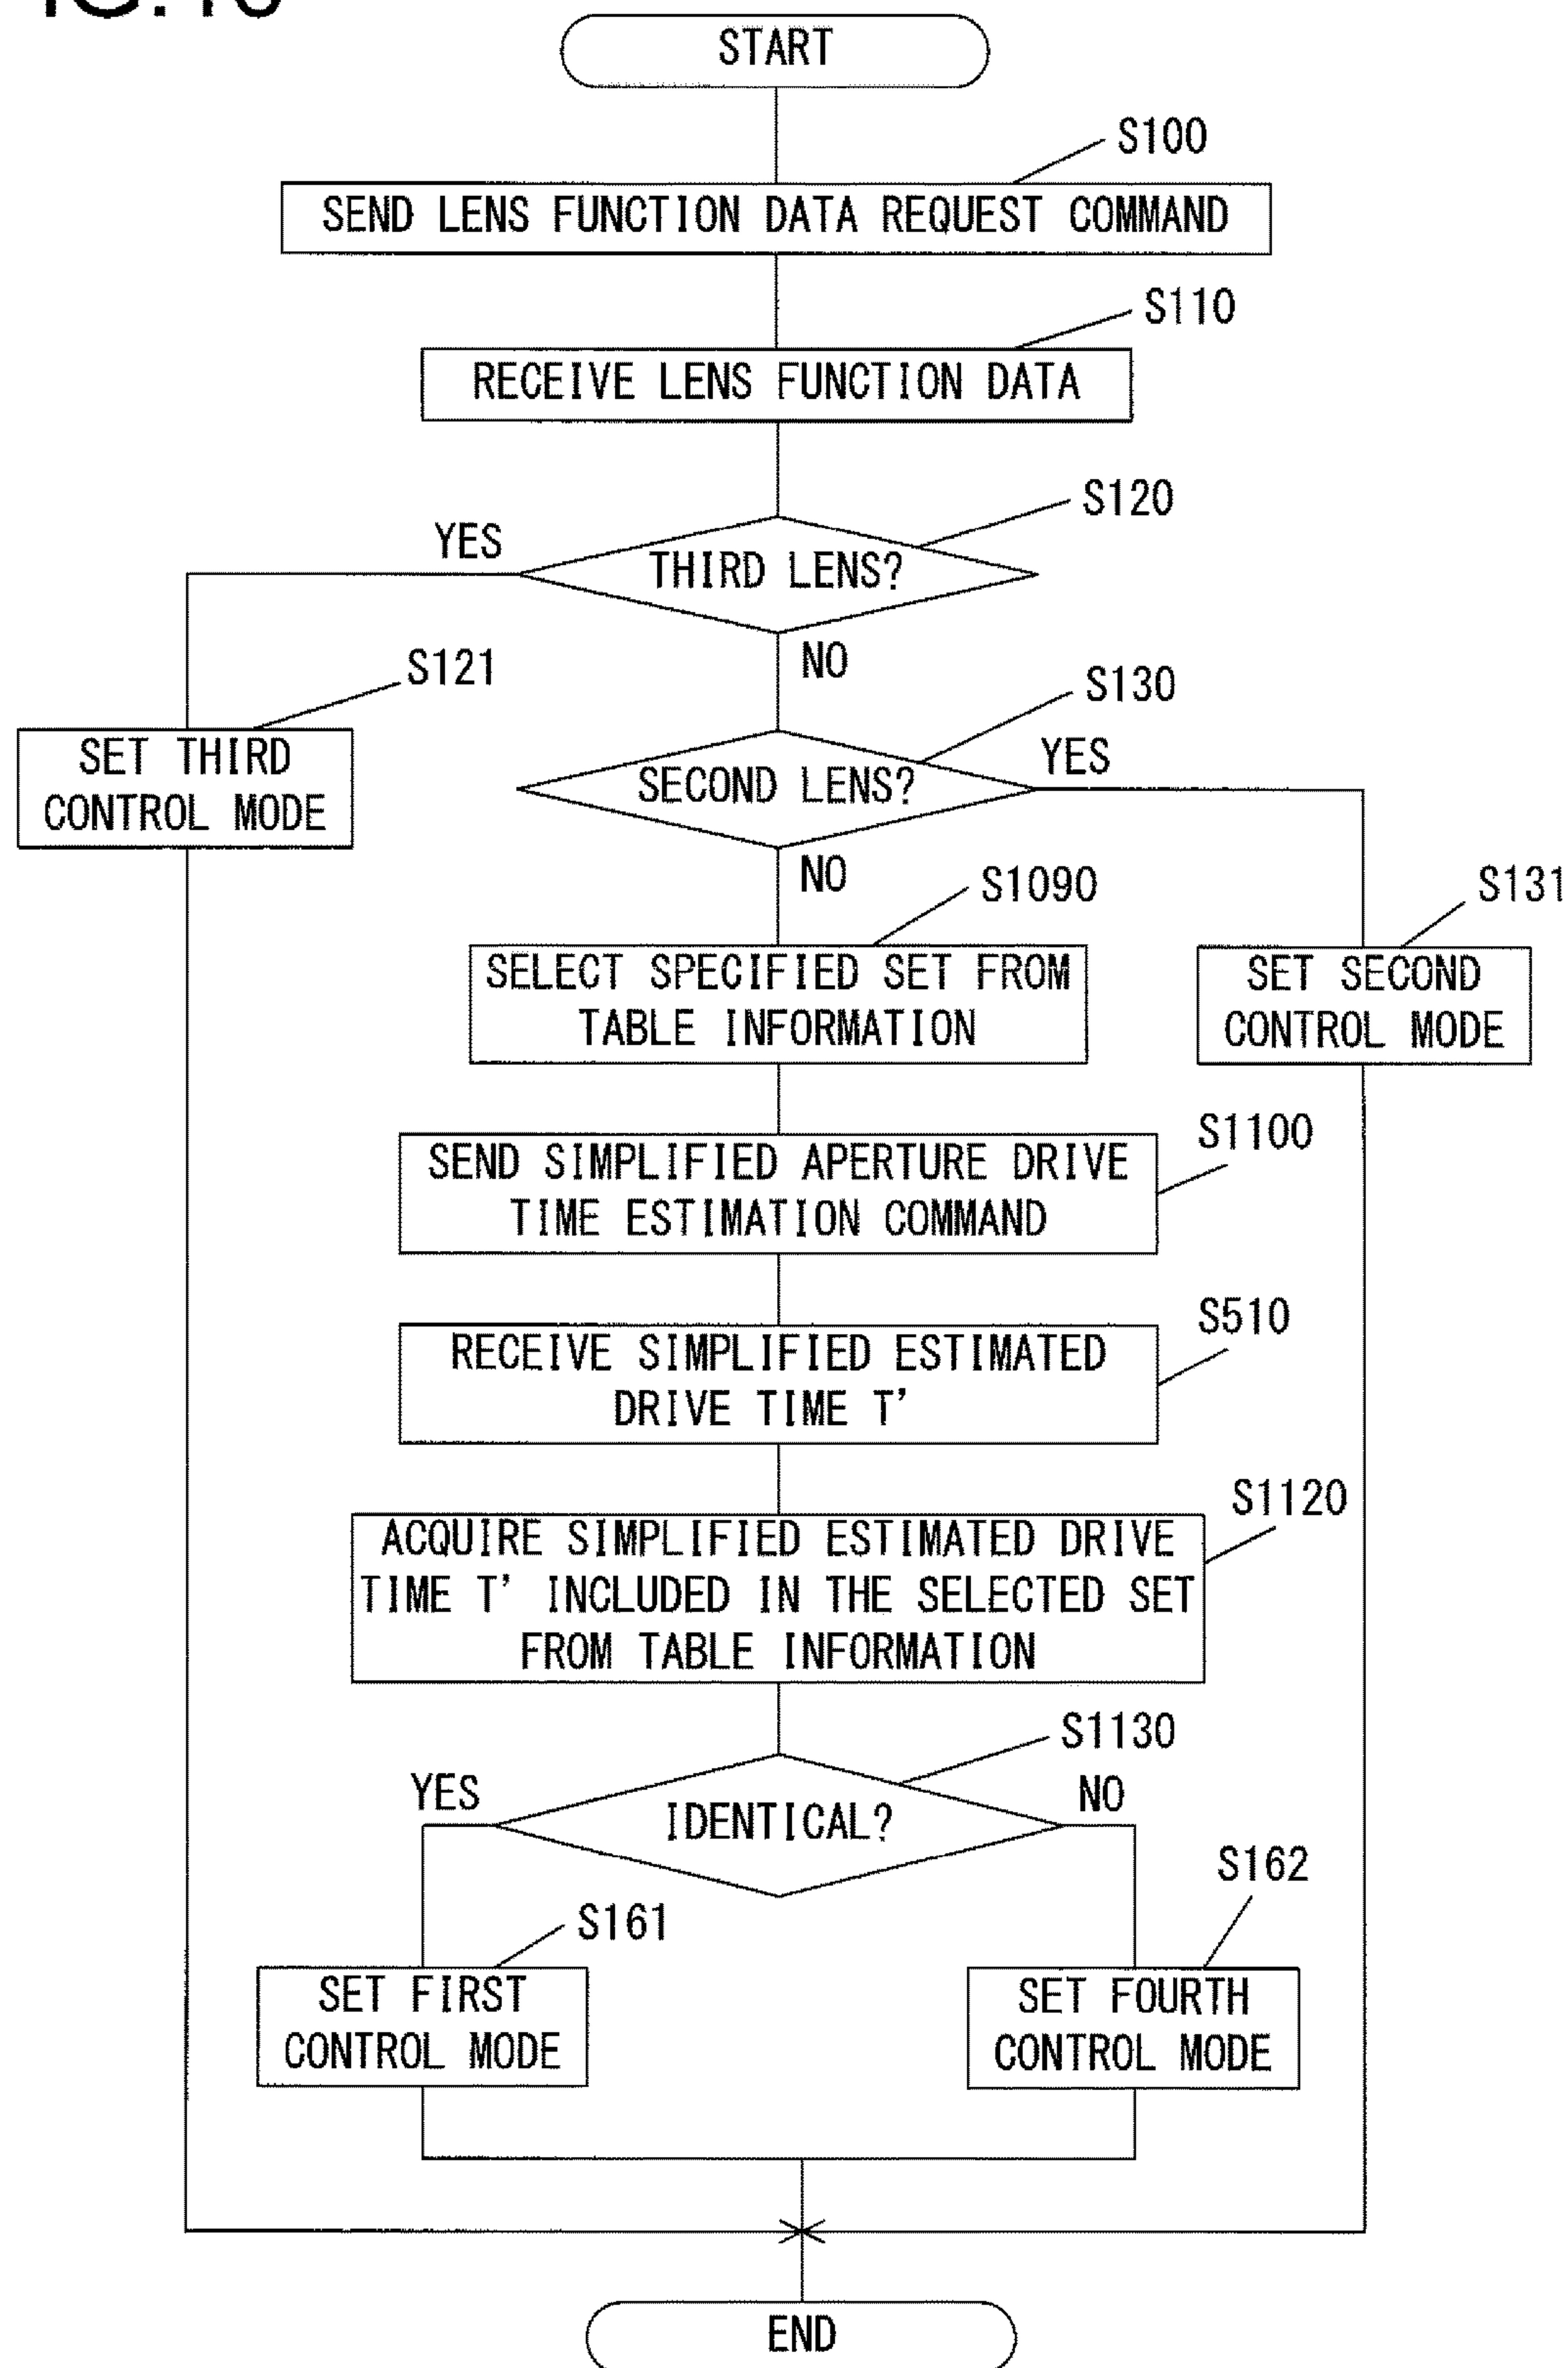 START
S100
SEND LENS FUNCTION DATA REQUEST COMMAND
S110
RECEIVE LENS FUNCTION DATA
S120
YES
THIRD LENS?
NO
S121
SET THIRD
CONTROL MODE
S130
SECOND LENS?
YES
NO
S131
SET SECOND
CONTROL MODE
S1090
SELECT SPECIFIED SET FROM
TABLE INFORMATION
S1100
SEND SIMPLIFIED APERTURE DRIVE
TIME ESTIMATION COMMAND
S510
RECEIVE SIMPLIFIED ESTIMATED
DRIVE TIME T’
S1120
ACQUIRE SIMPLIFIED ESTIMATED DRIVE
TIME T’ INCLUDED IN THE SELECTED SET
FROM TABLE INFORMATION
S1130
YES
IDENTICAL?
NO
S161
SET FIRST
CONTROL MODE
S162
SET FOURTH
CONTROL MODE
END